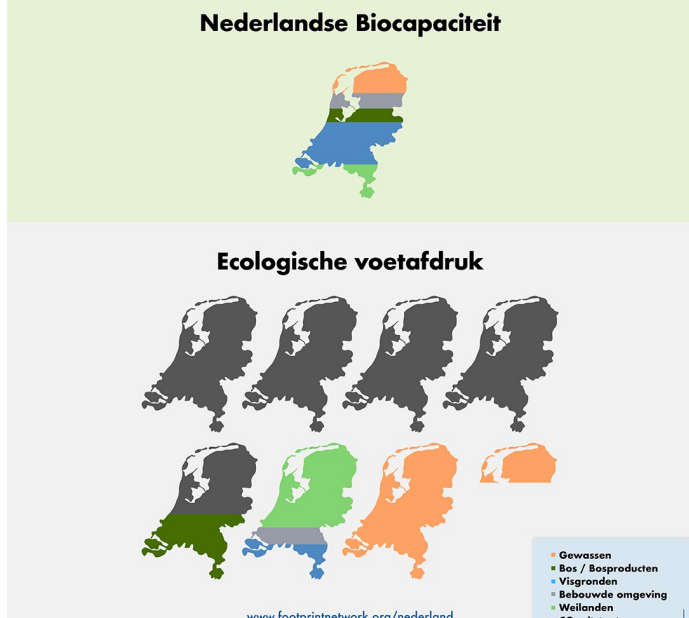 Nederlandse Biocapaciteit
Ecologische voetafdruk
Gewassen
Bos / Bosproducten
Visgronden
Bebouwde omgeving
Weilanden
www.footprintnetwork.org/nederland